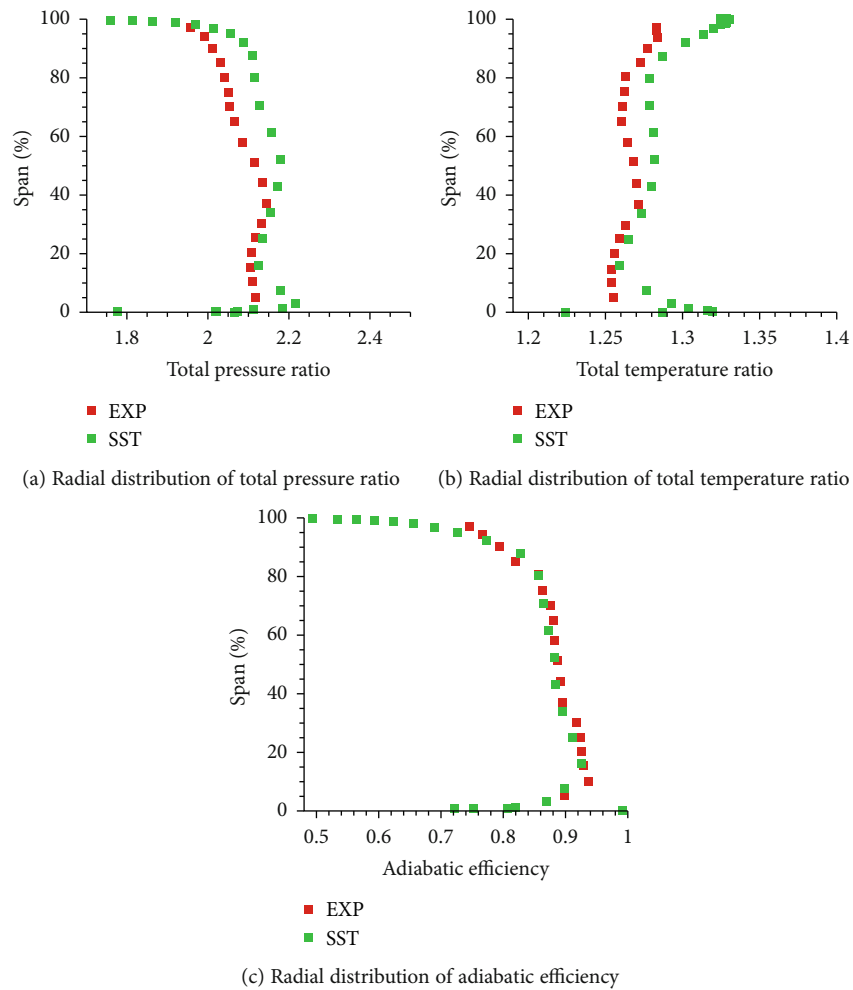 100
80
60
40
20
0
Span (%)
1.8 2 2.2 2.4
Total pressure ratio
EXP
SST
(a) Radial distribution of total pressure ratio
100
80
60
40
20
0
Span (%)
1.2 1.25 1.3 1.35 1.4
Total temperature ratio
EXP
SST
(b) Radial distribution of total temperature ratio
100
80
60
40
20
0
Span (%)
0.5 0.6 0.7 0.8 0.9 1
Adiabatic efficiency
EXP
SST
(c) Radial distribution of adiabatic efficiency